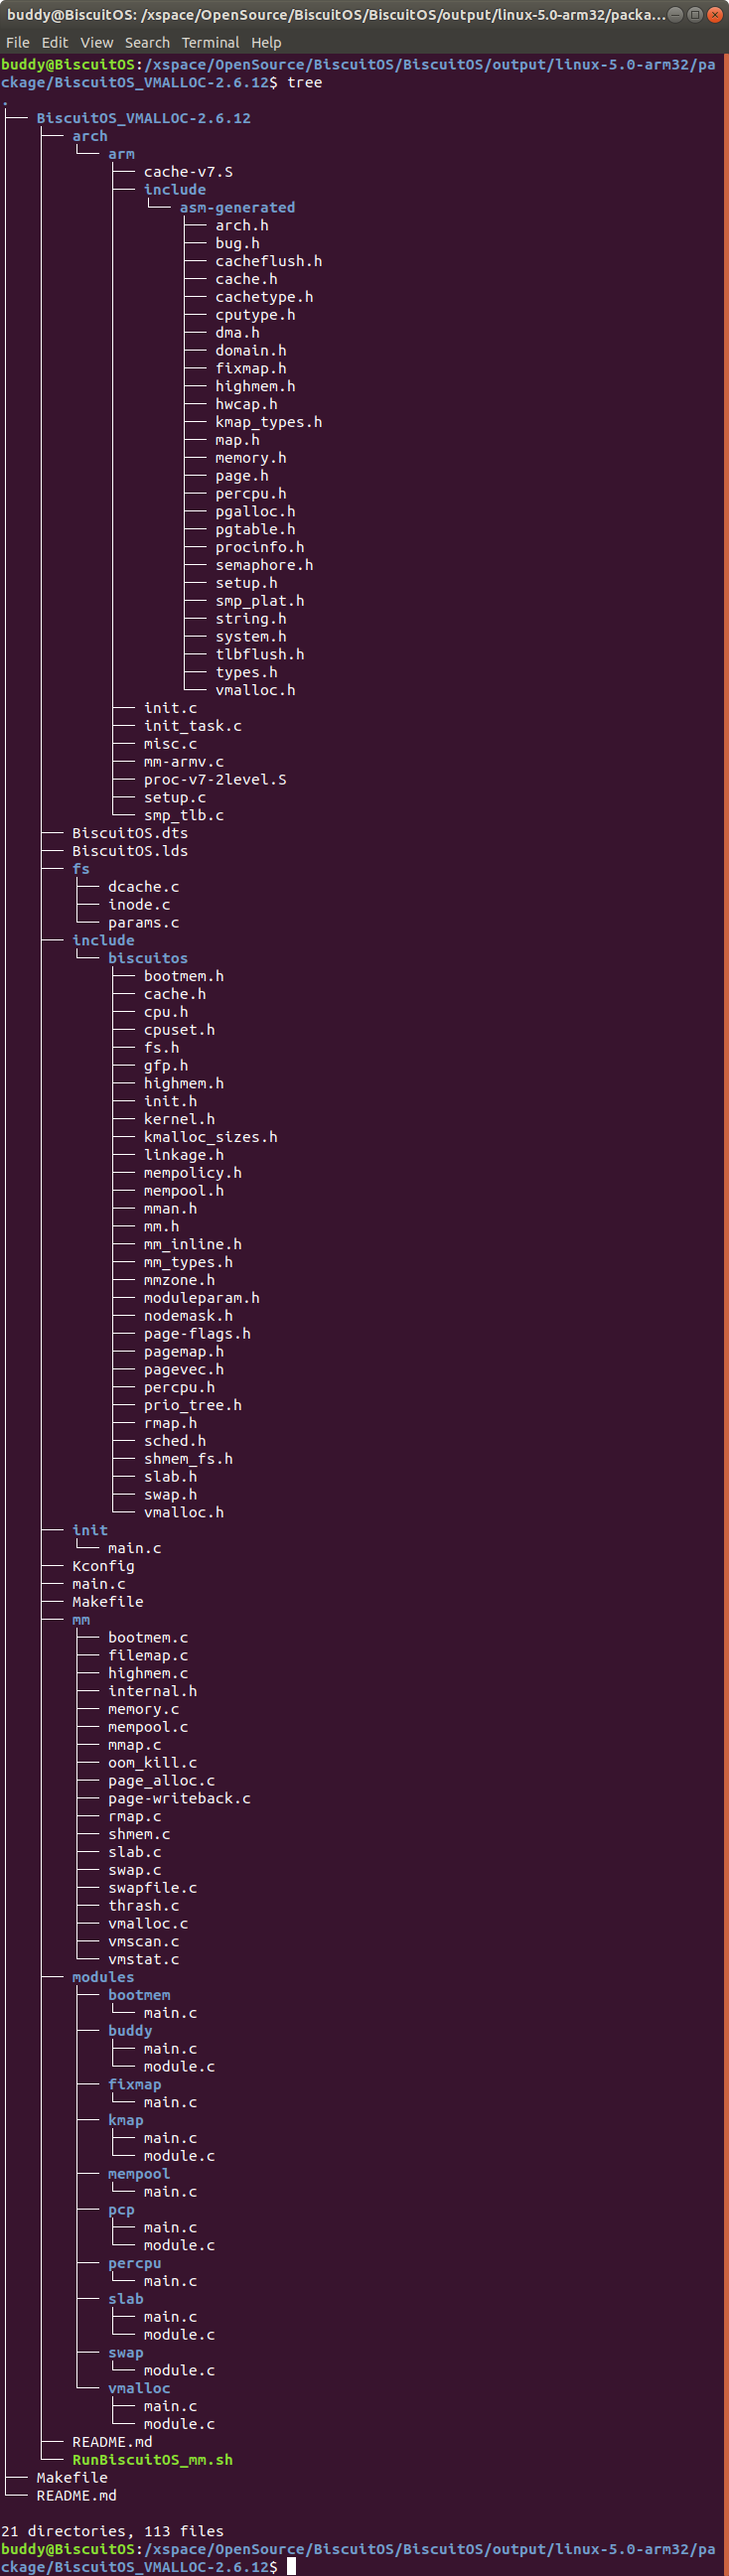 buddy@BiscuitOS: /xspace/OpenSource/BiscuitOS/BiscuitOS/output/linux-5.0-arm32/packa...
File Edit View Search Terminal Help
buddy@BiscuitOS:/xspace/OpenSource/BiscuitOS/BiscuitOS/output/linux-5.0-arm32/pa
ckage/BiscuitOS_VMALLOC-2.6.12$ tree
.
├── BiscuitOS_VMALLOC-2.6.12
│   ├── arch
│   │   └── arm
│   │       ├── cache-v7.S
│   │       ├── include
│   │       │   └── asm-generated
│   │       │       ├── arch.h
│   │       │       ├── bug.h
│   │       │       ├── cacheflush.h
│   │       │       ├── cache.h
│   │       │       ├── cachetype.h
│   │       │       ├── cputype.h
│   │       │       ├── dma.h
│   │       │       ├── domain.h
│   │       │       ├── fixmap.h
│   │       │       ├── highmem.h
│   │       │       ├── hwcap.h
│   │       │       ├── kmap_types.h
│   │       │       ├── map.h
│   │       │       ├── memory.h
│   │       │       ├── page.h
│   │       │       ├── percpu.h
│   │       │       ├── pgalloc.h
│   │       │       ├── pgtable.h
│   │       │       ├── procinfo.h
│   │       │       ├── semaphore.h
│   │       │       ├── setup.h
│   │       │       ├── smp_plat.h
│   │       │       ├── string.h
│   │       │       ├── system.h
│   │       │       ├── tlbflush.h
│   │       │       ├── types.h
│   │       │       └── vmalloc.h
│   │       ├── init.c
│   │       ├── init_task.c
│   │       ├── misc.c
│   │       ├── mm-armv.c
│   │       ├── proc-v7-2level.S
│   │       ├── setup.c
│   │       └── smp_tlb.c
│   ├── BiscuitOS.dts
│   ├── BiscuitOS.lds
│   ├── fs
│   │   ├── dcache.c
│   │   ├── inode.c
│   │   └── params.c
│   ├── include
│   │   └── biscuitos
│   │       ├── bootmem.h
│   │       ├── cache.h
│   │       ├── cpu.h
│   │       ├── cpuset.h
│   │       ├── fs.h
│   │       ├── gfp.h
│   │       ├── highmem.h
│   │       ├── init.h
│   │       ├── kernel.h
│   │       ├── kmalloc_sizes.h
│   │       ├── linkage.h
│   │       ├── mempolicy.h
│   │       ├── mempool.h
│   │       ├── mman.h
│   │       ├── mm.h
│   │       ├── mm_inline.h
│   │       ├── mm_types.h
│   │       ├── mmzone.h
│   │       ├── moduleparam.h
│   │       ├── nodemask.h
│   │       ├── page-flags.h
│   │       ├── pagemap.h
│   │       ├── pagevec.h
│   │       ├── percpu.h
│   │       ├── prio_tree.h
│   │       ├── rmap.h
│   │       ├── sched.h
│   │       ├── shmem_fs.h
│   │       ├── slab.h
│   │       ├── swap.h
│   │       └── vmalloc.h
│   ├── init
│   │   └── main.c
│   ├── Kconfig
│   ├── main.c
│   ├── Makefile
│   ├── mm
│   │   ├── bootmem.c
│   │   ├── filemap.c
│   │   ├── highmem.c
│   │   ├── internal.h
│   │   ├── memory.c
│   │   ├── mempool.c
│   │   ├── mmap.c
│   │   ├── oom_kill.c
│   │   ├── page_alloc.c
│   │   ├── page-writeback.c
│   │   ├── rmap.c
│   │   ├── shmem.c
│   │   ├── slab.c
│   │   ├── swap.c
│   │   ├── swapfile.c
│   │   ├── thrash.c
│   │   ├── vmalloc.c
│   │   ├── vmscan.c
│   │   └── vmstat.c
│   ├── modules
│   │   ├── bootmem
│   │   │   └── main.c
│   │   ├── buddy
│   │   │   ├── main.c
│   │   │   └── module.c
│   │   ├── fixmap
│   │   │   └── main.c
│   │   ├── kmap
│   │   │   ├── main.c
│   │   │   └── module.c
│   │   ├── mempool
│   │   │   └── main.c
│   │   ├── pcp
│   │   │   ├── main.c
│   │   │   └── module.c
│   │   ├── percpu
│   │   │   └── main.c
│   │   ├── slab
│   │   │   ├── main.c
│   │   │   └── module.c
│   │   ├── swap
│   │   │   └── module.c
│   │   └── vmalloc
│   │       ├── main.c
│   │       └── module.c
│   ├── README.md
│   └── RunBiscuitOS_mm.sh
├── Makefile
└── README.md
21 directories, 113 files
buddy@BiscuitOS:/xspace/OpenSource/BiscuitOS/BiscuitOS/output/linux-5.0-arm32/pa
ckage/BiscuitOS_VMALLOC-2.6.12$